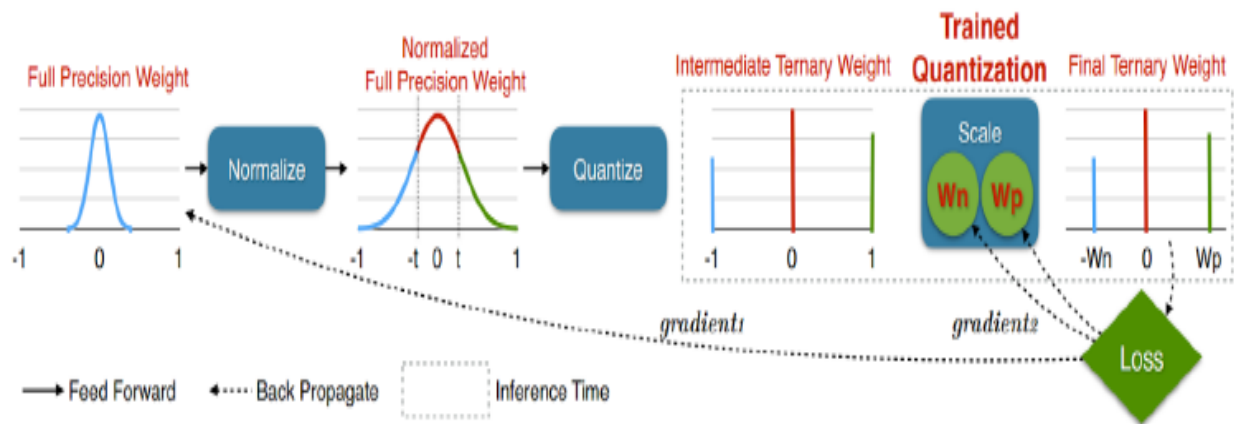 Full Precision Weight
Normalized
Full Precision Weight
Intermediate Ternary Weight
Trained
Quantization
Final Ternary Weight
Normalize
Quantize
Scale
Wn
Wp
-1
0
1
-1
-t
0
t
1
-1
0
1
-Wn
0
Wp
gradient1
gradient2
Loss
Feed Forward
Back Propagate
Inference Time